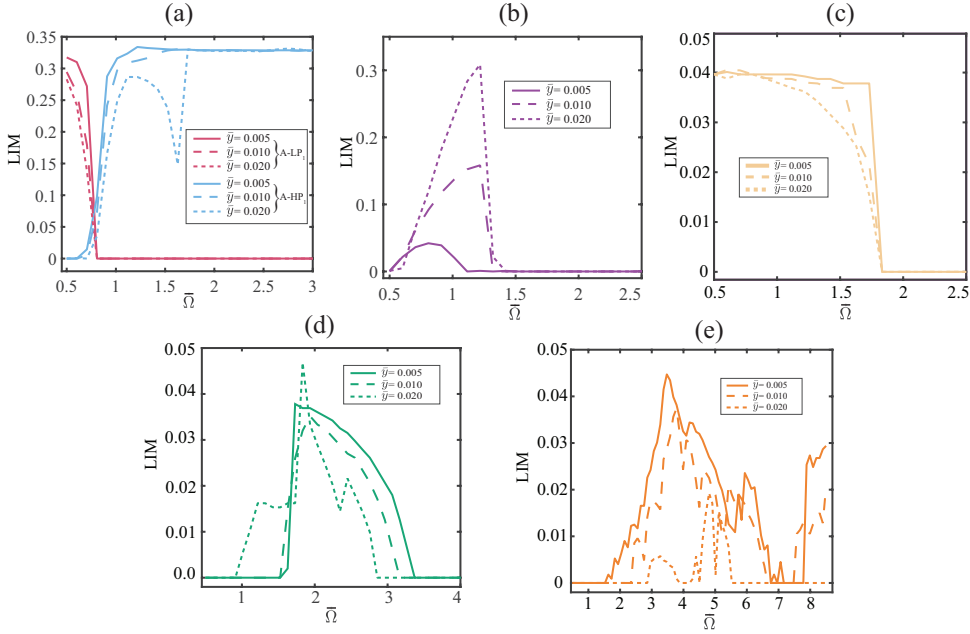 (a)
LIM
0.35
0.3
0.25
0.2
0.15
0.1
0.05
0
0.5
1
1.5
2
2.5
3
Ω̅
y̅ = 0.005
y̅ = 0.010
y̅ = 0.020
A-LP₁
y̅ = 0.005
y̅ = 0.010
y̅ = 0.020
A-HP₁
(b)
LIM
0.3
0.2
0.1
0
0.5
1
1.5
2
2.5
Ω̅
y̅ = 0.005
y̅ = 0.010
y̅ = 0.020
(c)
LIM
0.05
0.04
0.03
0.02
0.01
0
0.5
1
1.5
2
2.5
Ω̅
y̅ = 0.005
y̅ = 0.010
y̅ = 0.020
(d)
LIM
0.05
0.04
0.03
0.02
0.01
0.0
1
2
3
4
Ω̅
y̅ = 0.005
y̅ = 0.010
y̅ = 0.020
(e)
LIM
0.05
0.04
0.03
0.02
0.01
0
1
2
3
4
5
6
7
8
Ω̅
y̅ = 0.005
y̅ = 0.010
y̅ = 0.020